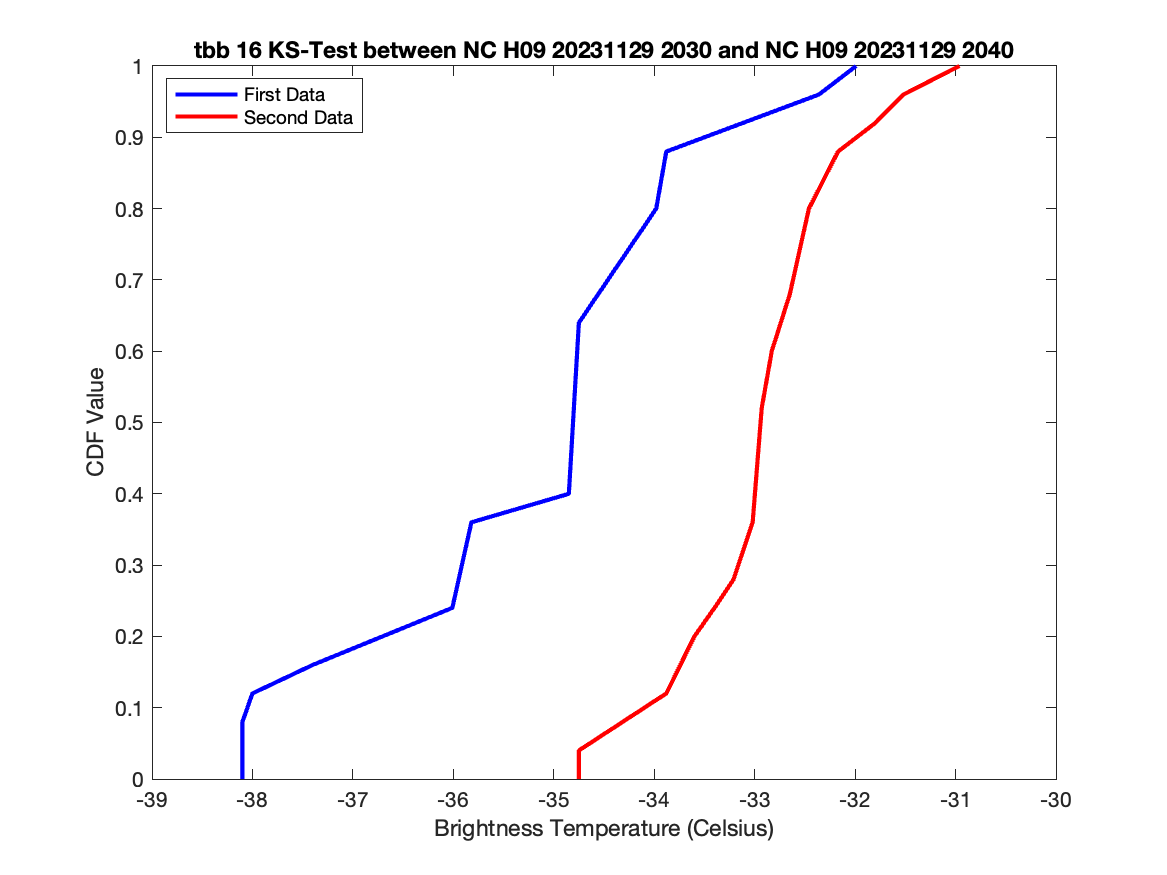 tbb 16 KS-Test between NC H09 20231129 2030 and NC H09 20231129 2040
First Data
Second Data
1
0.9
0.8
0.7
0.6
0.5
0.4
0.3
0.2
0.1
0
CDF Value
-39 -38 -37 -36 -35 -34 -33 -32 -31 -30
Brightness Temperature (Celsius)